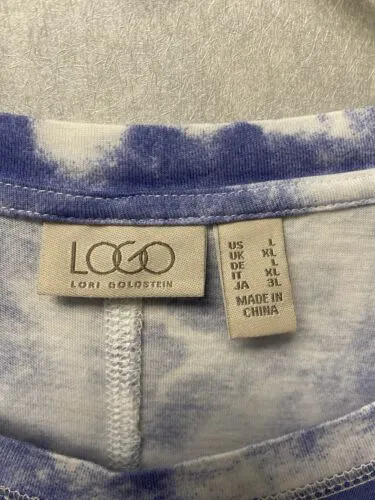 LOGO
LORI GOLDSTEIN
US L
UK XL
DE L
IT XL
JA 3L
MADE IN
CHINA